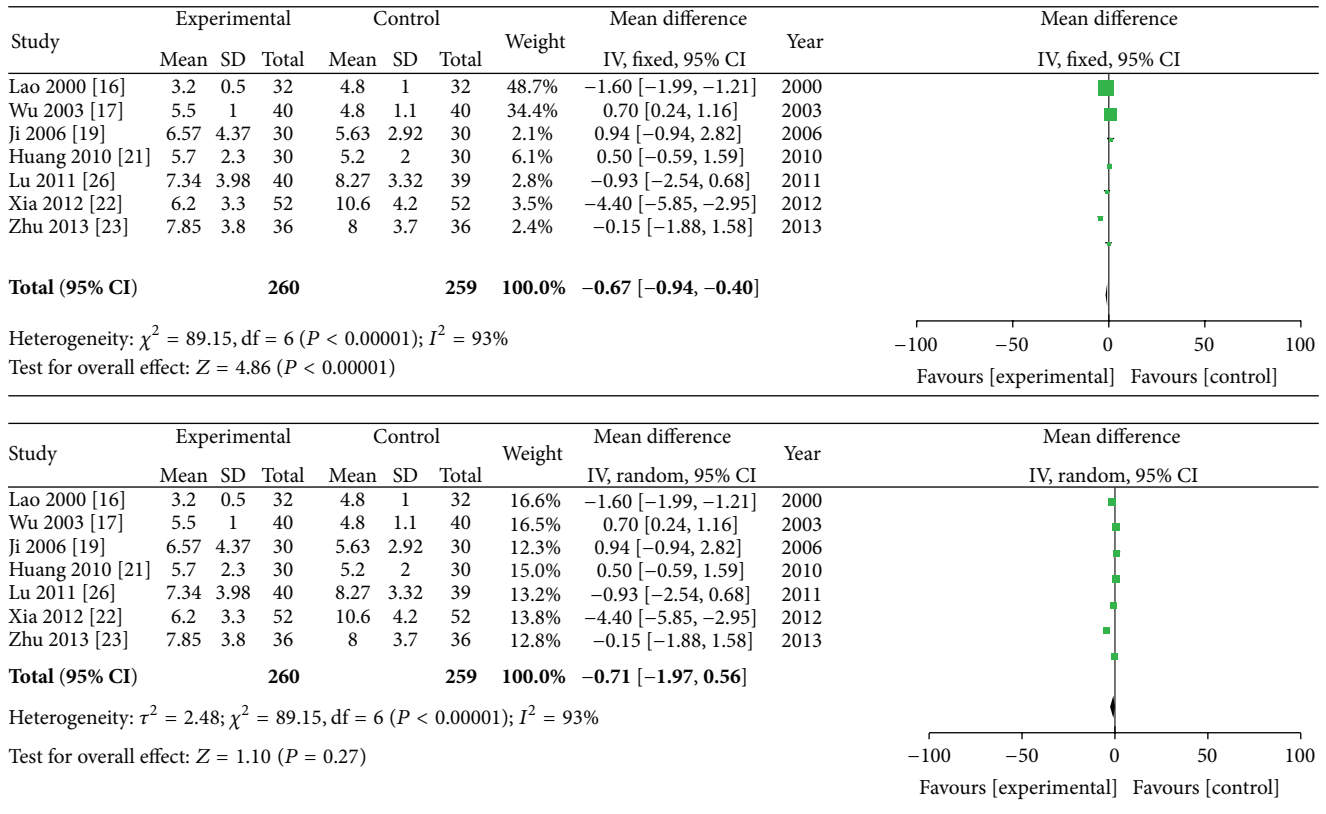 Experimental Control Mean difference Mean difference
Study Weight Year
Mean SD Total Mean SD Total IV, fixed, 95% CI IV, fixed, 95% CI
Lao 2000 [16] 3.2 0.5 32 4.8 1 32 48.7% −1.60 [−1.99, −1.21] 2000
Wu 2003 [17] 5.5 1 40 4.8 1.1 40 34.4% 0.70 [0.24, 1.16] 2003
Ji 2006 [19] 6.57 4.37 30 5.63 2.92 30 2.1% 0.94 [−0.94, 2.82] 2006
Huang 2010 [21] 5.7 2.3 30 5.2 2 30 6.1% 0.50 [−0.59, 1.59] 2010
Lu 2011 [26] 7.34 3.98 40 8.27 3.32 39 2.8% −0.93 [−2.54, 0.68] 2011
Xia 2012 [22] 6.2 3.3 52 10.6 4.2 52 3.5% −4.40 [−5.85, −2.95] 2012
Zhu 2013 [23] 7.85 3.8 36 8 3.7 36 2.4% −0.15 [−1.88, 1.58] 2013
Total (95% CI) 260 259 100.0% −0.67 [−0.94, −0.40]
Heterogeneity: χ² = 89.15, df = 6 (P < 0.00001); I² = 93%
Test for overall effect: Z = 4.86 (P < 0.00001)
−100 −50 0 50 100
Favours [experimental] Favours [control]
Experimental Control Mean difference Mean difference
Study Weight Year
Mean SD Total Mean SD Total IV, random, 95% CI IV, random, 95% CI
Lao 2000 [16] 3.2 0.5 32 4.8 1 32 16.6% −1.60 [−1.99, −1.21] 2000
Wu 2003 [17] 5.5 1 40 4.8 1.1 40 16.5% 0.70 [0.24, 1.16] 2003
Ji 2006 [19] 6.57 4.37 30 5.63 2.92 30 12.3% 0.94 [−0.94, 2.82] 2006
Huang 2010 [21] 5.7 2.3 30 5.2 2 30 15.0% 0.50 [−0.59, 1.59] 2010
Lu 2011 [26] 7.34 3.98 40 8.27 3.32 39 13.2% −0.93 [−2.54, 0.68] 2011
Xia 2012 [22] 6.2 3.3 52 10.6 4.2 52 13.8% −4.40 [−5.85, −2.95] 2012
Zhu 2013 [23] 7.85 3.8 36 8 3.7 36 12.8% −0.15 [−1.88, 1.58] 2013
Total (95% CI) 260 259 100.0% −0.71 [−1.97, 0.56]
Heterogeneity: τ² = 2.48; χ² = 89.15, df = 6 (P < 0.00001); I² = 93%
Test for overall effect: Z = 1.10 (P = 0.27)
−100 −50 0 50 100
Favours [experimental] Favours [control]